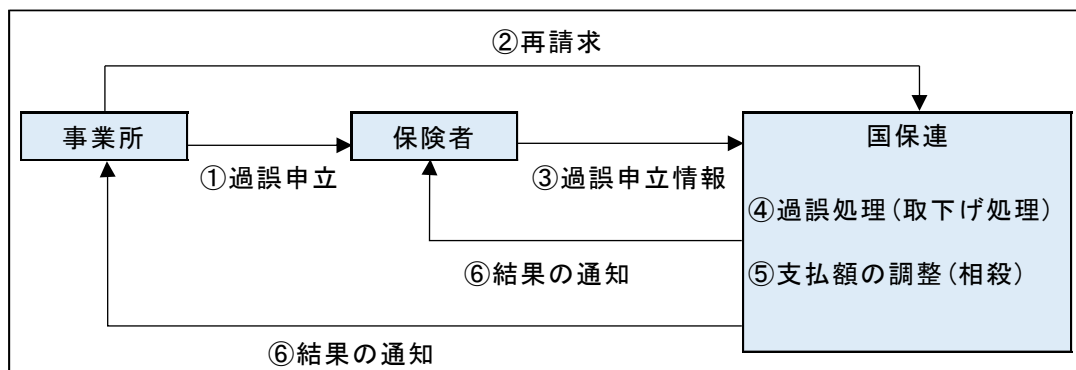 ②再請求
事業所
保険者
国保連
①過誤申立
③過誤申立情報
④過誤処理(取下げ処理)
⑥結果の通知
⑤支払額の調整(相殺)
⑥結果の通知